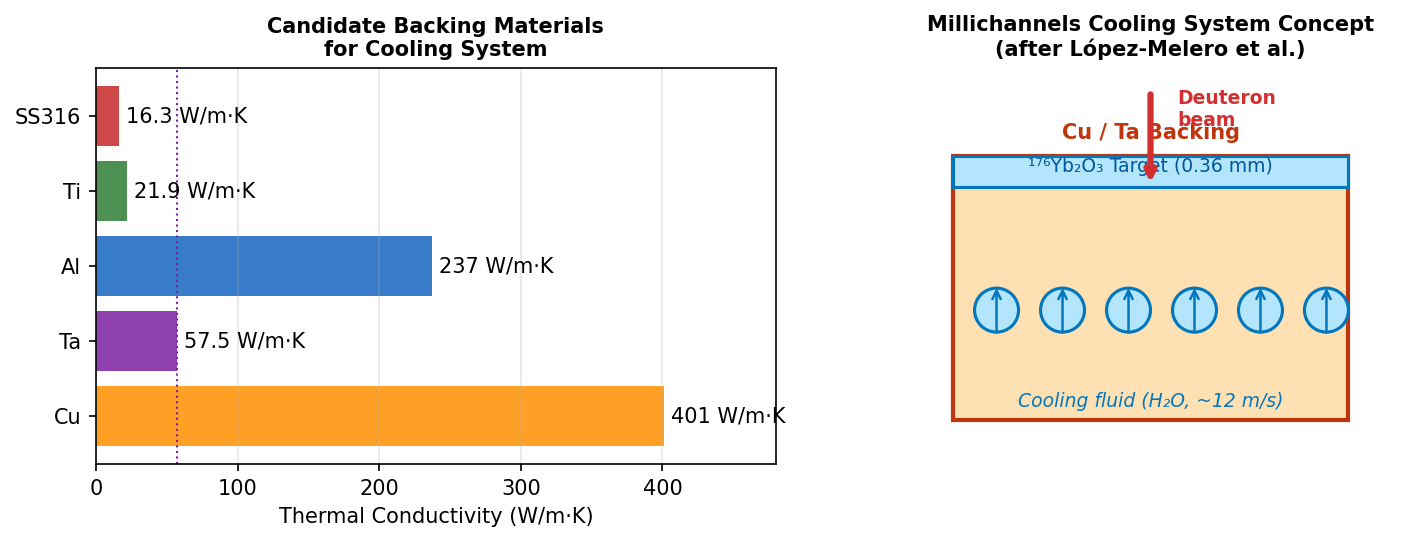 Candidate Backing Materials
for Cooling System
SS316
16.3 W/m·K
Ti
21.9 W/m·K
Al
237 W/m·K
Ta
57.5 W/m·K
Cu
401 W/m·K
0 100 200 300 400
Thermal Conductivity (W/m·K)
Millichannels Cooling System Concept
(after López-Melero et al.)
Deuteron
beam
Cu / Ta Backing
¹⁷⁶Yb₂O₃ Target (0.36 mm)
Cooling fluid (H₂O, ~12 m/s)